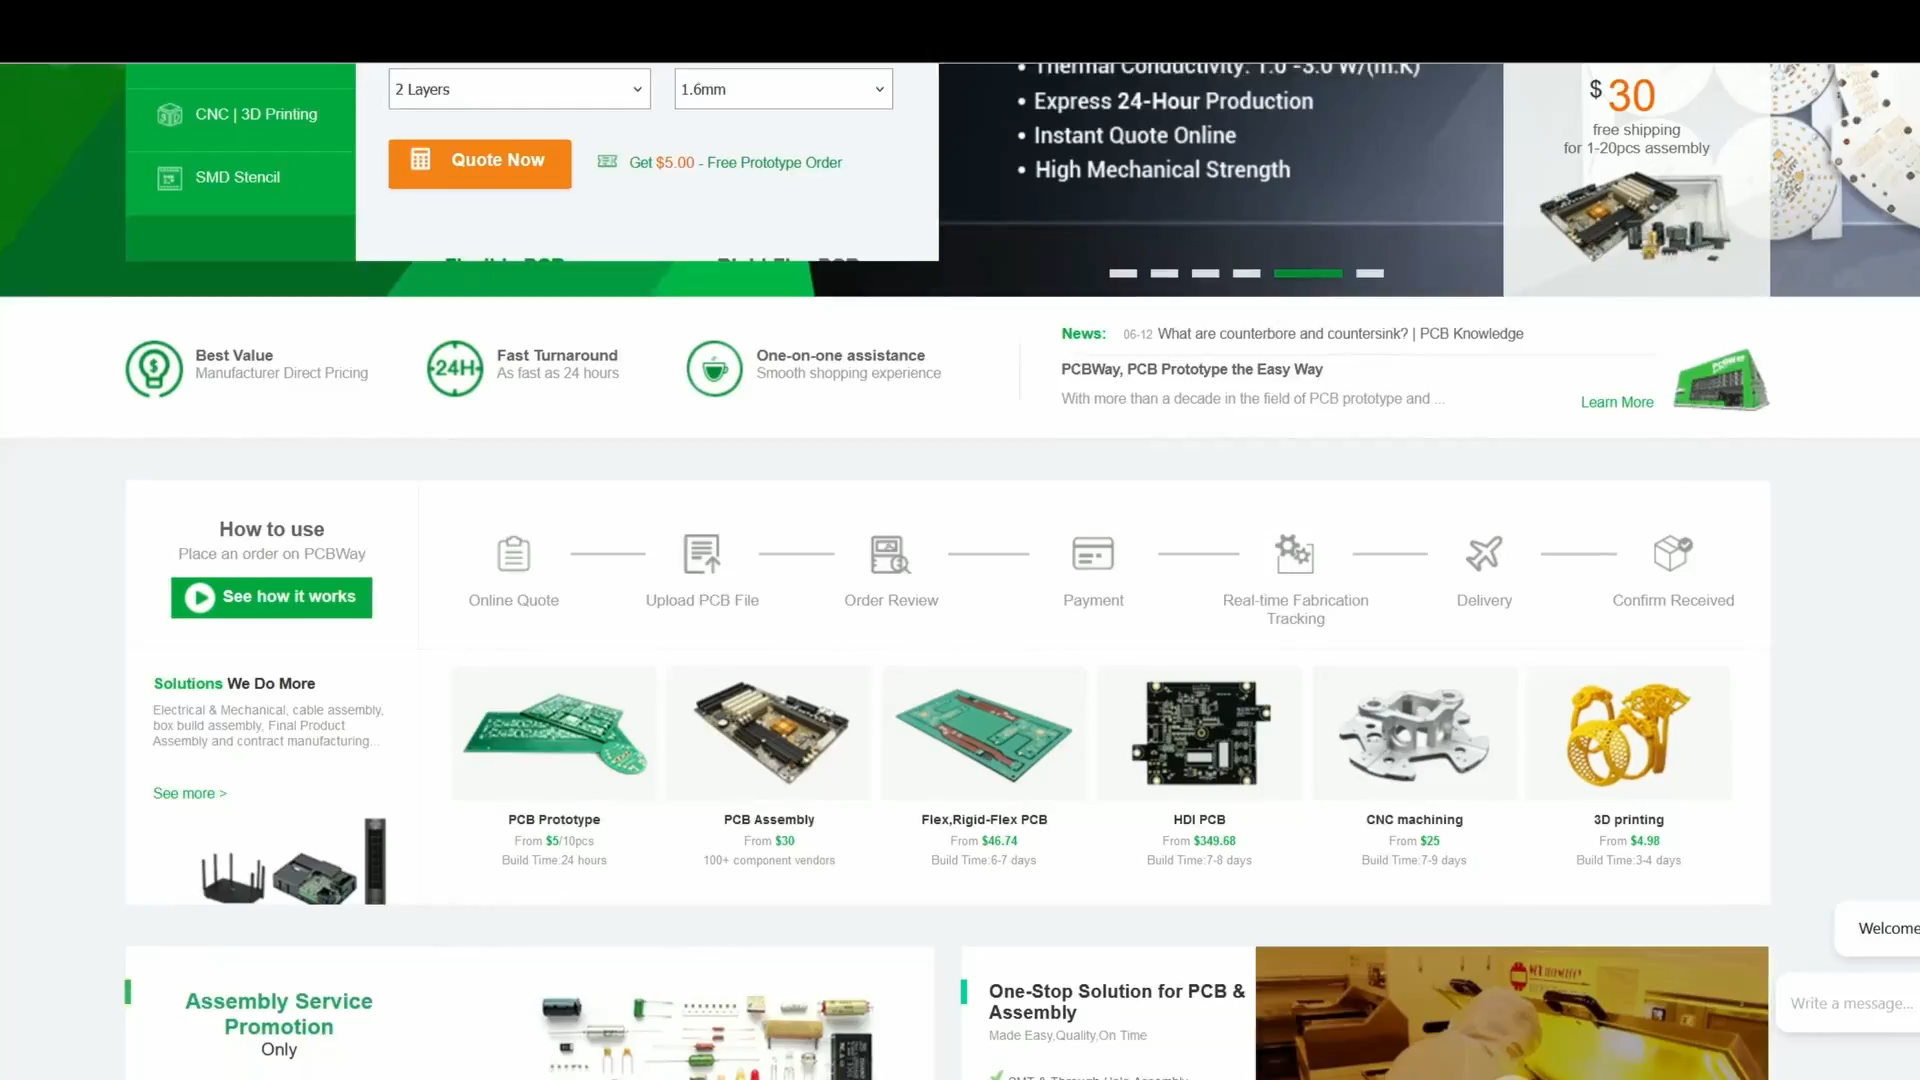 CNC | 3D Printing
SMD Stencil
2 Layers
1.6mm
Quote Now
Get $5.00 - Free Prototype Order
Thermal Conductivity: 1.0 -3.0 W/(m.K)
Express 24-Hour Production
Instant Quote Online
High Mechanical Strength
$ 30
free shipping
for 1-20pcs assembly
Best Value
Manufacturer Direct Pricing
24H
Fast Turnaround
As fast as 24 hours
One-on-one assistance
Smooth shopping experience
News: 06-12 What are counterbore and countersink? | PCB Knowledge
PCBWay, PCB Prototype the Easy Way
With more than a decade in the field of PCB prototype and ...
Learn More
How to use
Place an order on PCBWay
See how it works
Online Quote
Upload PCB File
Order Review
Payment
Real-time Fabrication
Tracking
Delivery
Confirm Received
Solutions We Do More
Electrical & Mechanical, cable assembly,
box build assembly, Final Product
Assembly and contract manufacturing...
See more >
PCB Prototype
From $5/10pcs
Build Time:24 hours
PCB Assembly
From $30
100+ component vendors
Flex,Rigid-Flex PCB
From $46.74
Build Time:6-7 days
HDI PCB
From $349.68
Build Time:7-8 days
CNC machining
From $25
Build Time:7-9 days
3D printing
From $4.98
Build Time:3-4 days
Assembly Service
Promotion
Only
One-Stop Solution for PCB &
Assembly
Made Easy,Quality,On Time
Welcome
Write a message...